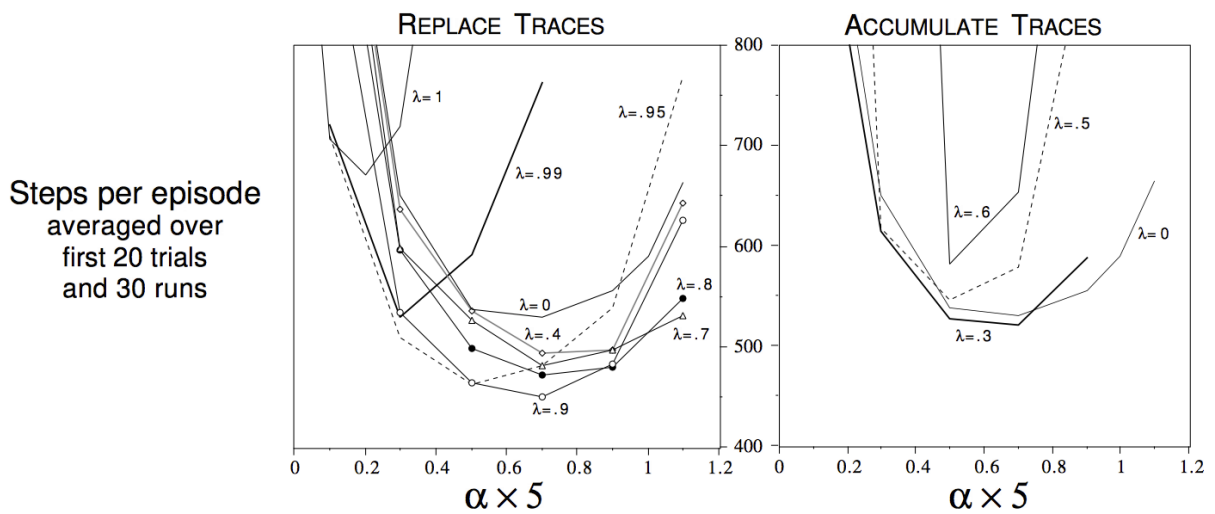 REPLACE TRACES
ACCUMULATE TRACES
Steps per episode
averaged over
first 20 trials
and 30 runs
λ=1
λ=.99
λ=.95
λ=0
λ=.4
λ=.8
λ=.7
λ=.9
0 0.2 0.4 0.6 0.8 1 1.2
α × 5
800
700
600
500
400
λ=.6
λ=.5
λ=0
λ=.3
0 0.2 0.4 0.6 0.8 1 1.2
α × 5